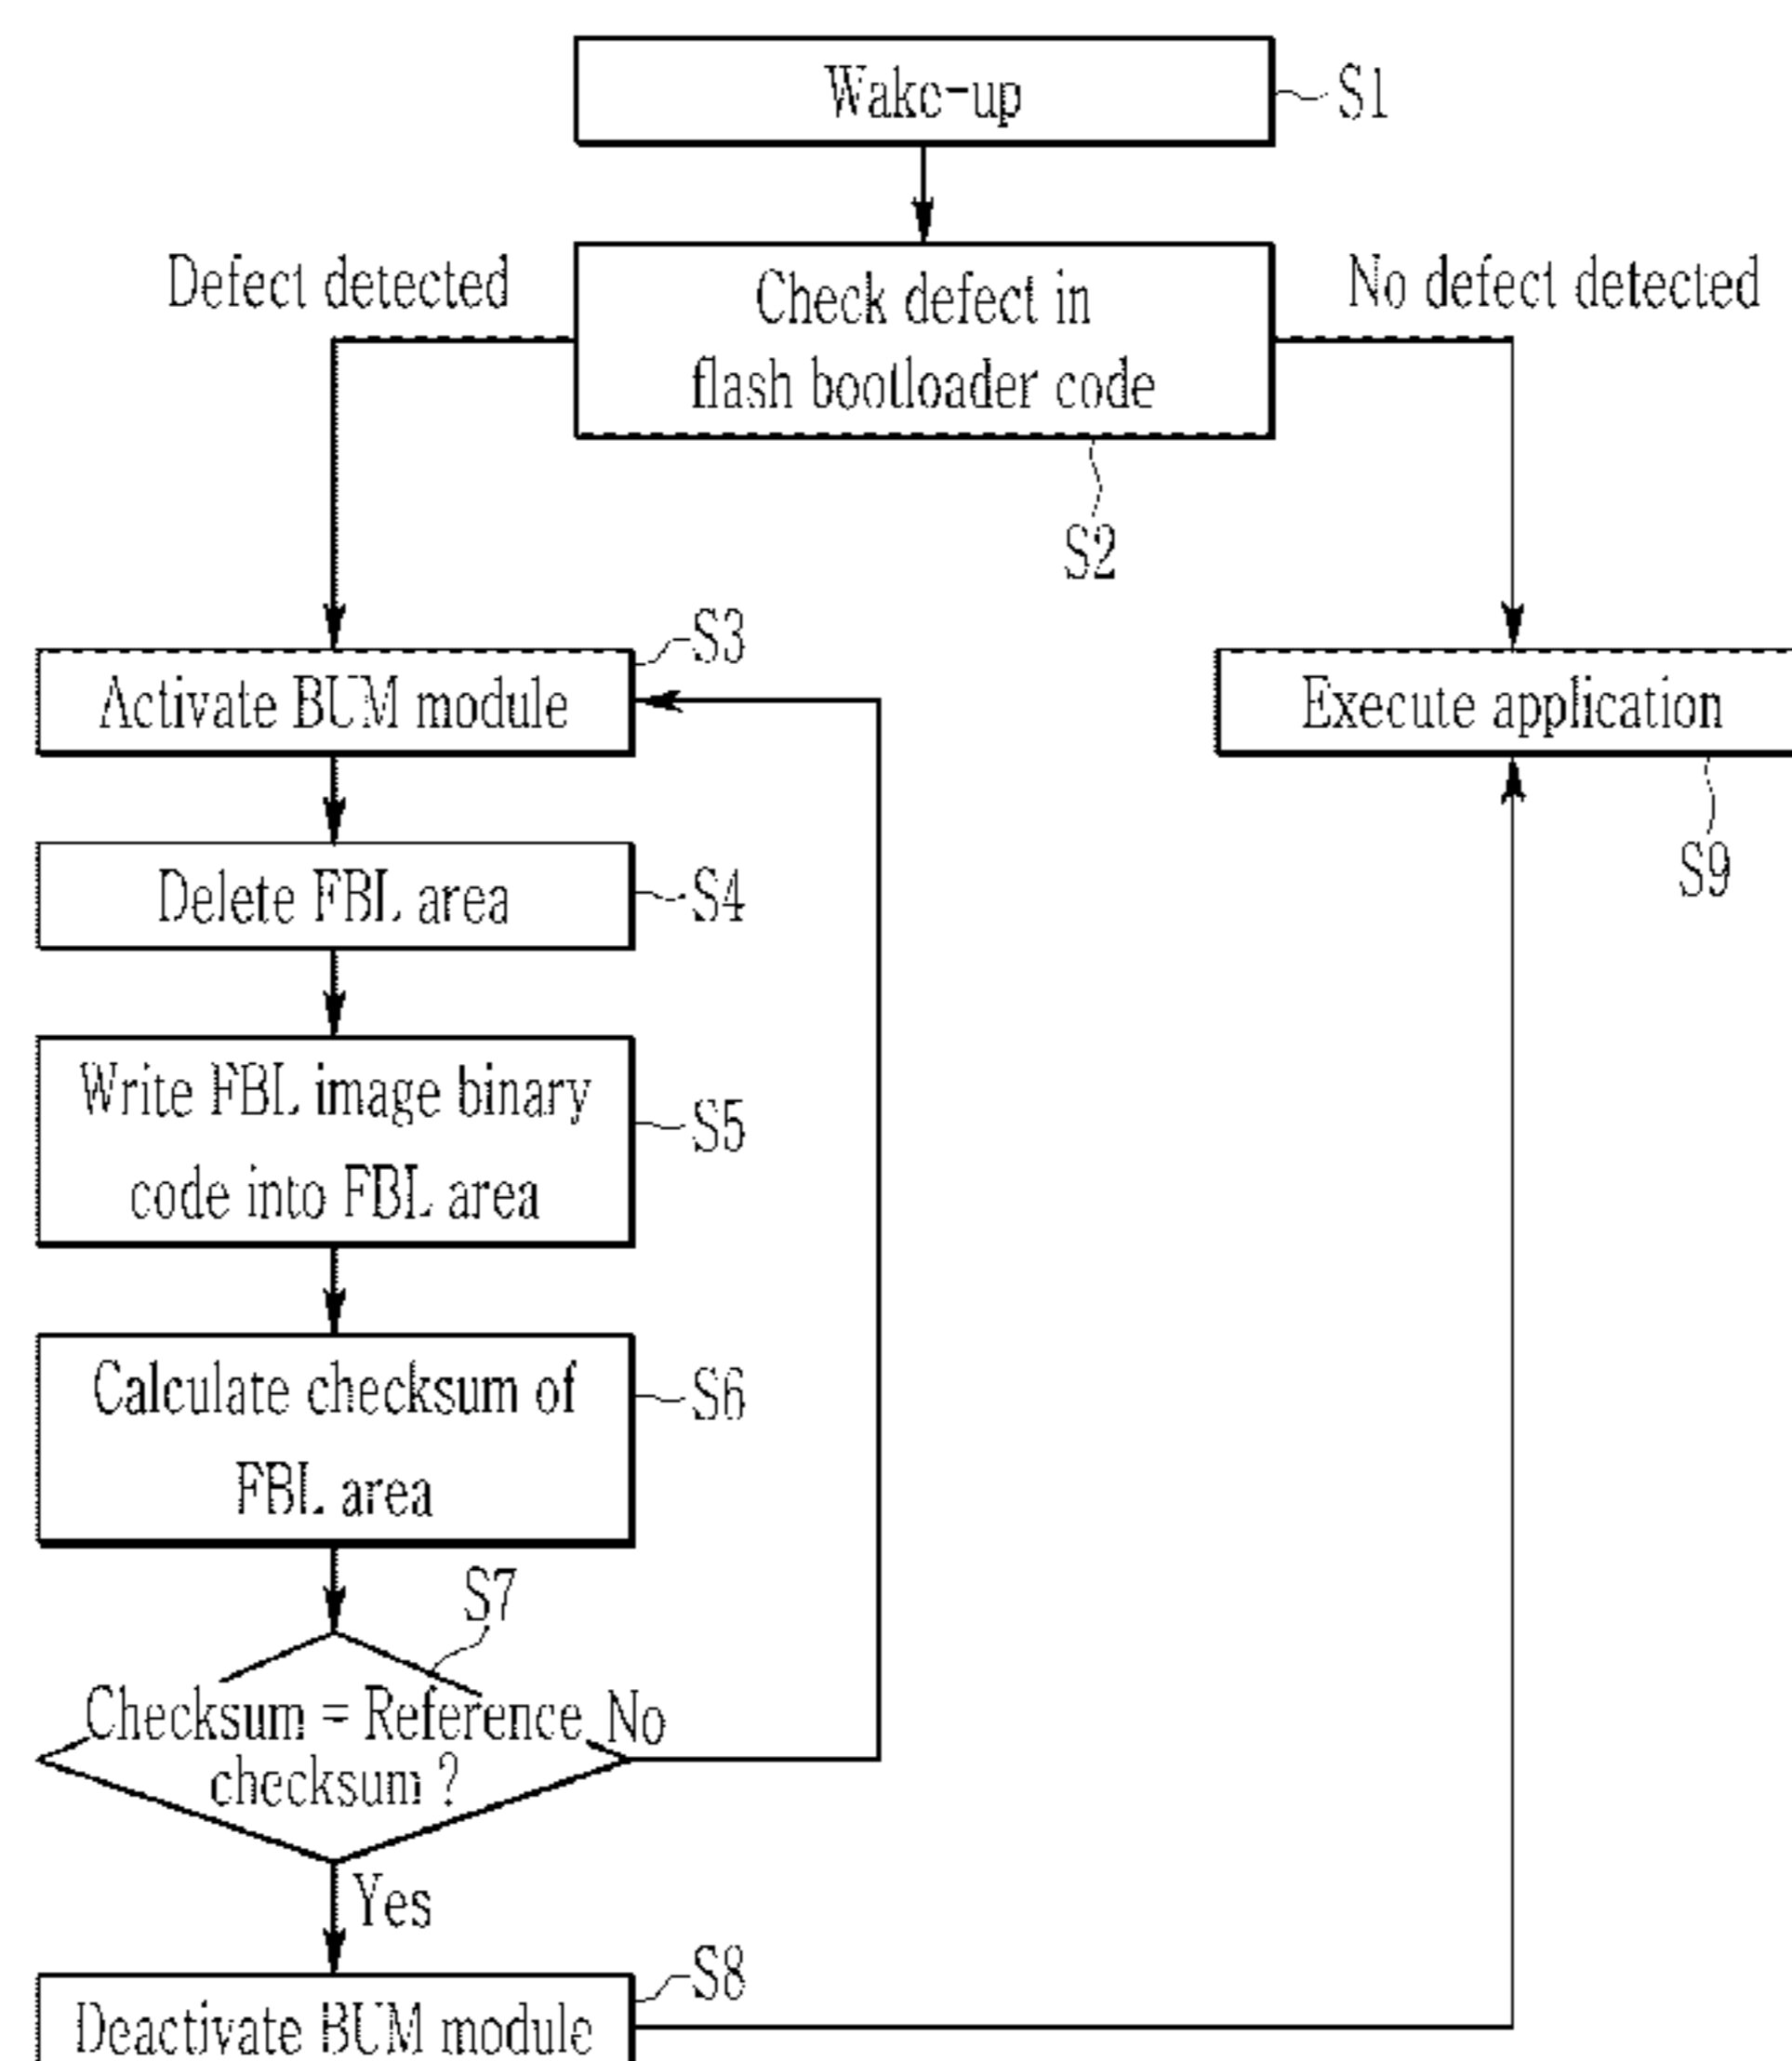 Wake-up
S1
Defect detected
Check defect in
flash bootloader code
No defect detected
S2
S3
Activate BUM module
Execute application
S9
Delete FBL area
S4
Write FBL image binary
code into FBL area
S5
Calculate checksum of
FBL area
S6
S7
Checksum = Reference
checksum ?
No
Yes
S8
Deactivate BUM module